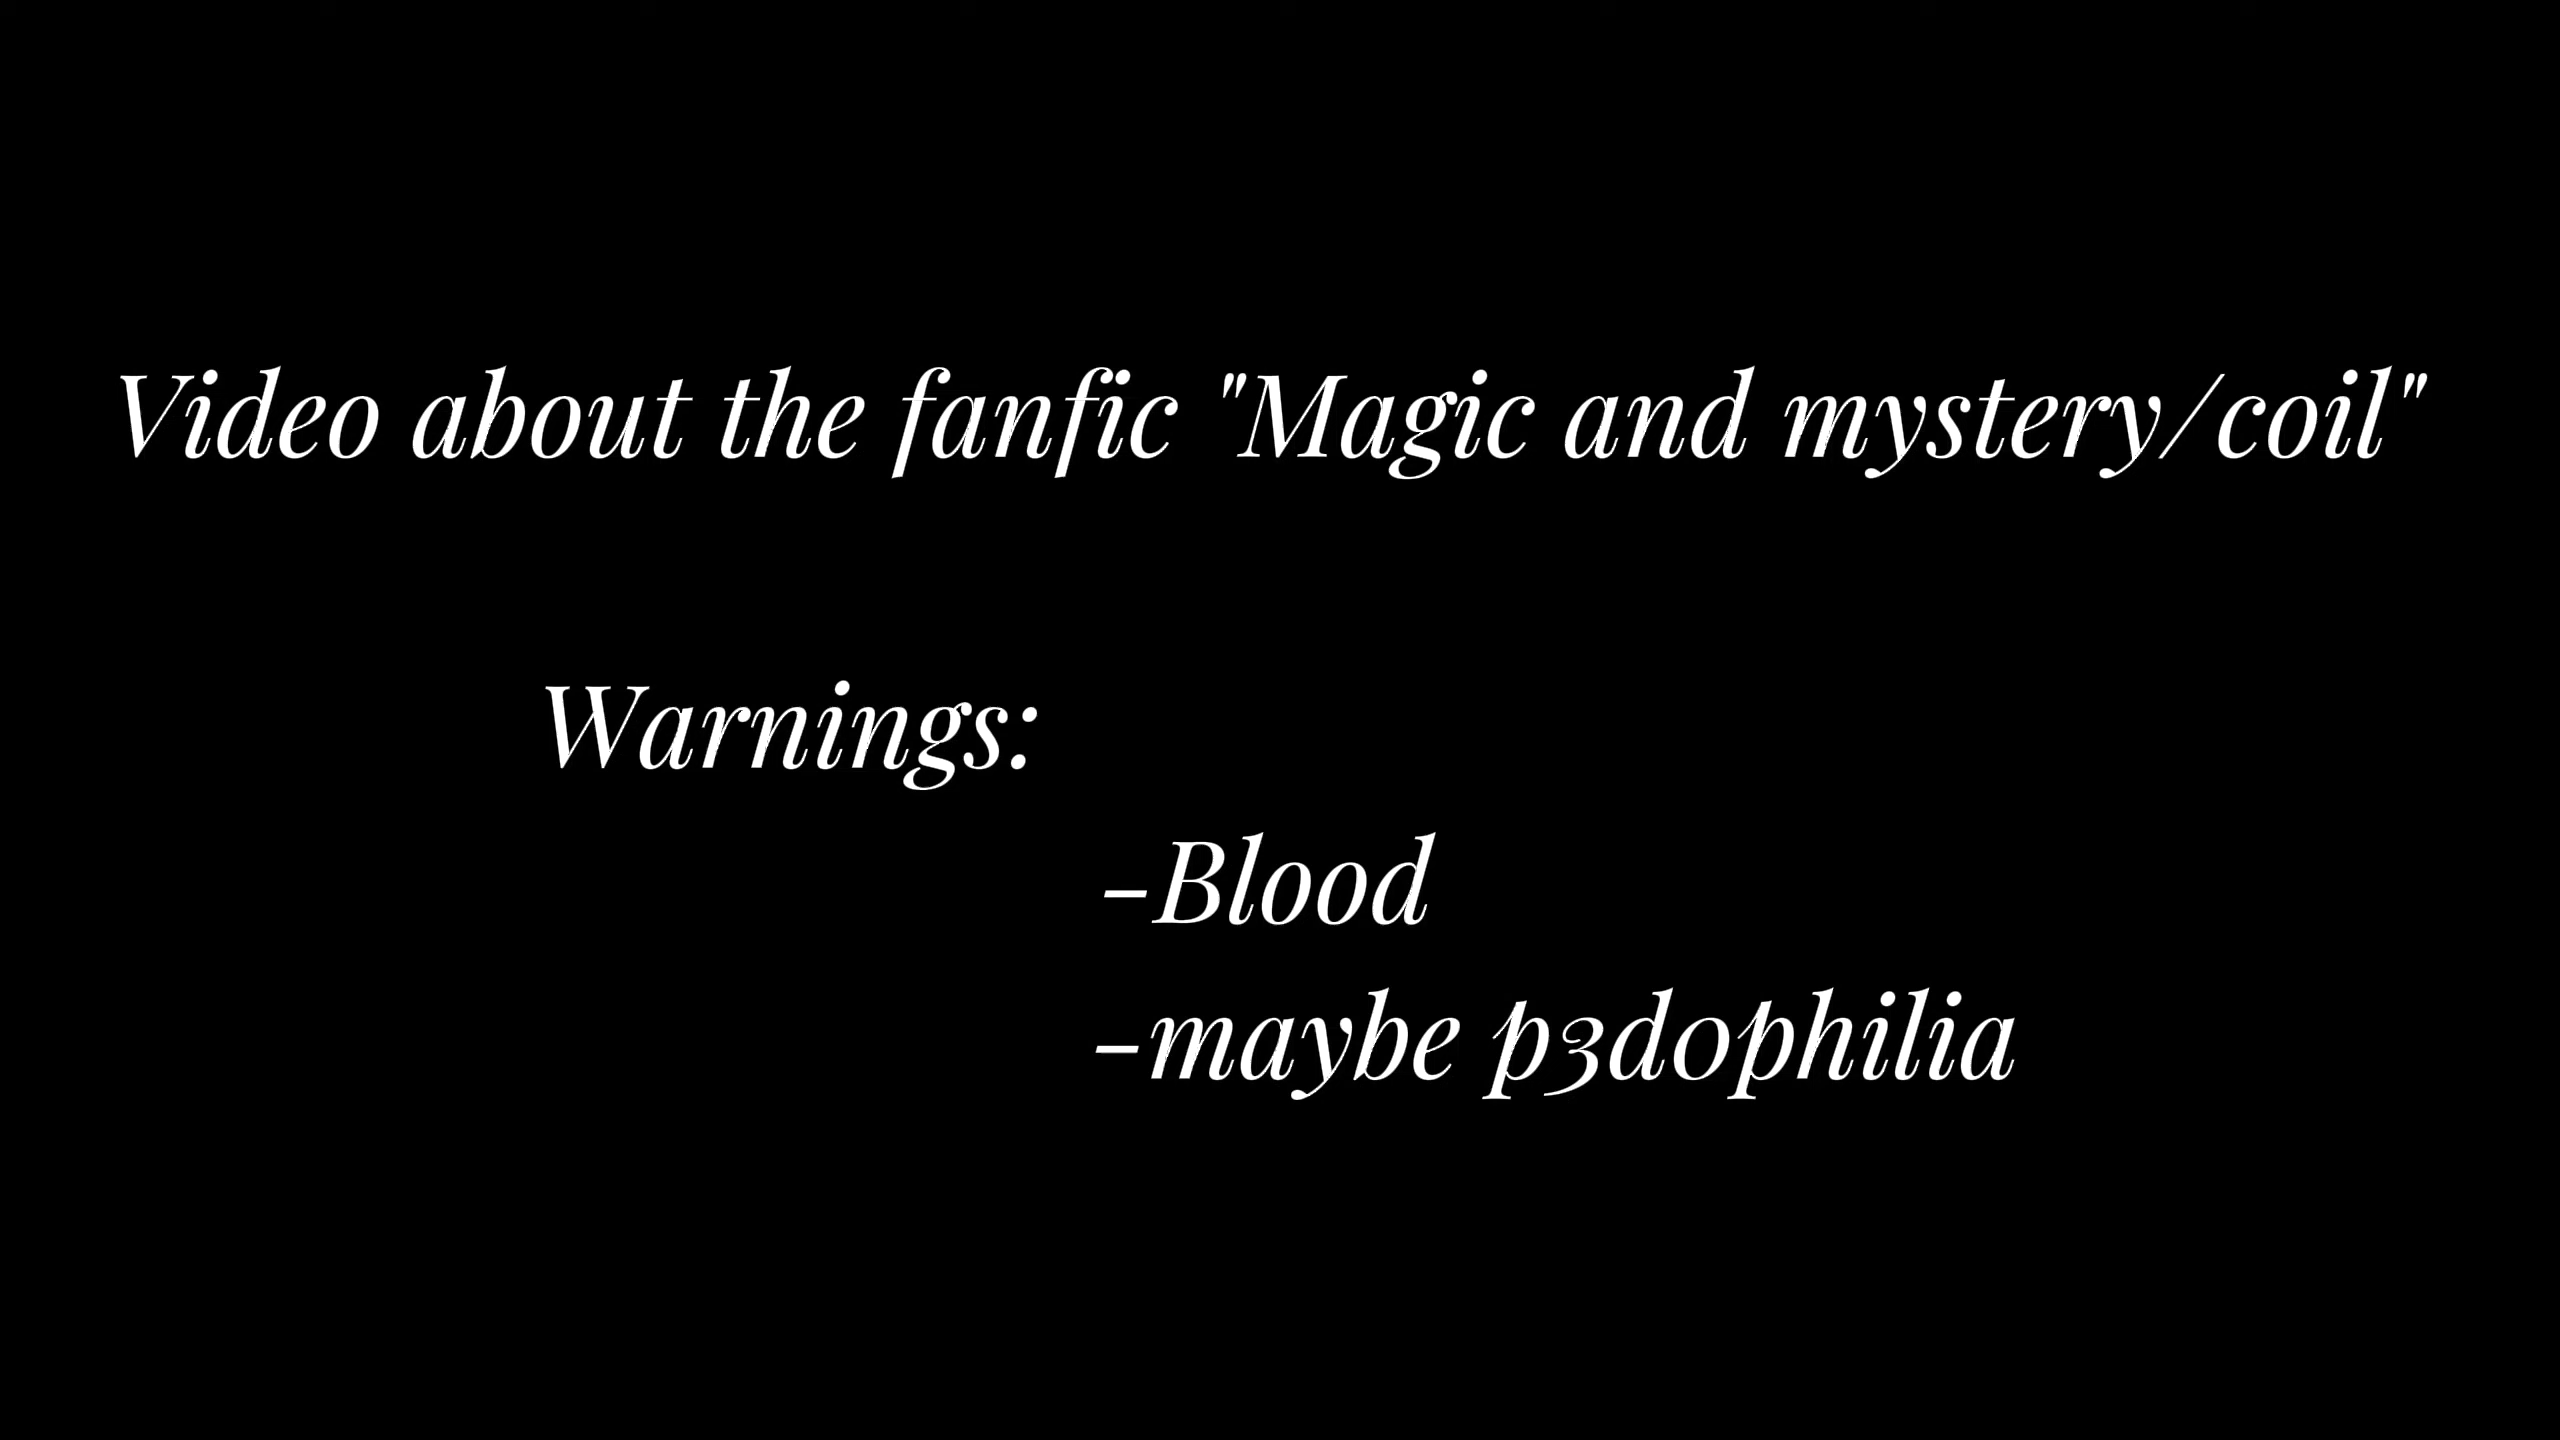 Video about the fanfic "Magic and mystery/coil"
Warnings:
-Blood
-maybe p3dophilia